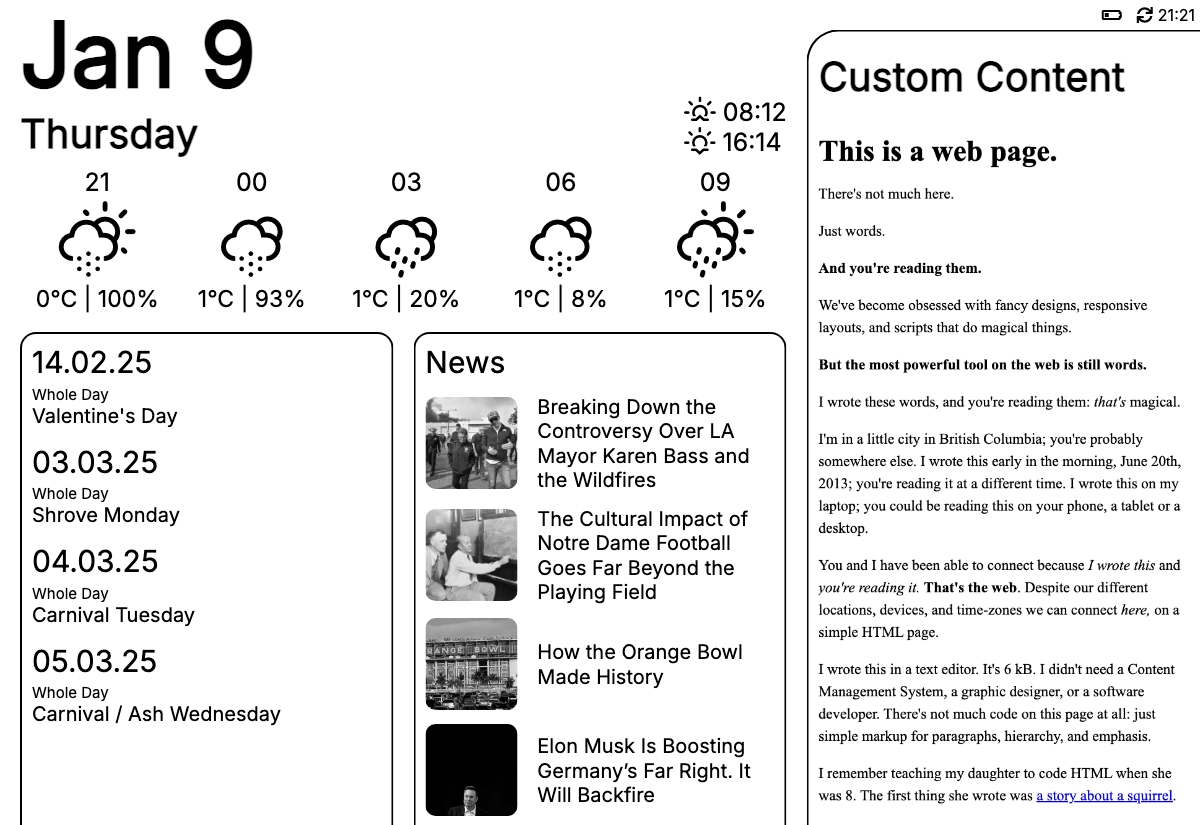 21:21
Jan 9
Thursday
08:12
16:14
21
00
03
06
09
0°C | 100%
1°C | 93%
1°C | 20%
1°C | 8%
1°C | 15%
14.02.25
Whole Day
Valentine's Day
03.03.25
Whole Day
Shrove Monday
04.03.25
Whole Day
Carnival Tuesday
05.03.25
Whole Day
Carnival / Ash Wednesday
News
Breaking Down the
Controversy Over LA
Mayor Karen Bass and
the Wildfires
The Cultural Impact of
Notre Dame Football
Goes Far Beyond the
Playing Field
RANGE BOWL
How the Orange Bowl
Made History
Elon Musk Is Boosting
Germany’s Far Right. It
Will Backfire
Custom Content
This is a web page.
There's not much here.
Just words.
And you're reading them.
We've become obsessed with fancy designs, responsive
layouts, and scripts that do magical things.
But the most powerful tool on the web is still words.
I wrote these words, and you're reading them: that's magical.
I'm in a little city in British Columbia; you're probably
somewhere else. I wrote this early in the morning, June 20th,
2013; you're reading it at a different time. I wrote this on my
laptop; you could be reading this on your phone, a tablet or a
desktop.
You and I have been able to connect because I wrote this and
you're reading it. That's the web. Despite our different
locations, devices, and time-zones we can connect here, on a
simple HTML page.
I wrote this in a text editor. It's 6 kB. I didn't need a Content
Management System, a graphic designer, or a software
developer. There's not much code on this page at all: just
simple markup for paragraphs, hierarchy, and emphasis.
I remember teaching my daughter to code HTML when she
was 8. The first thing she wrote was a story about a squirrel.